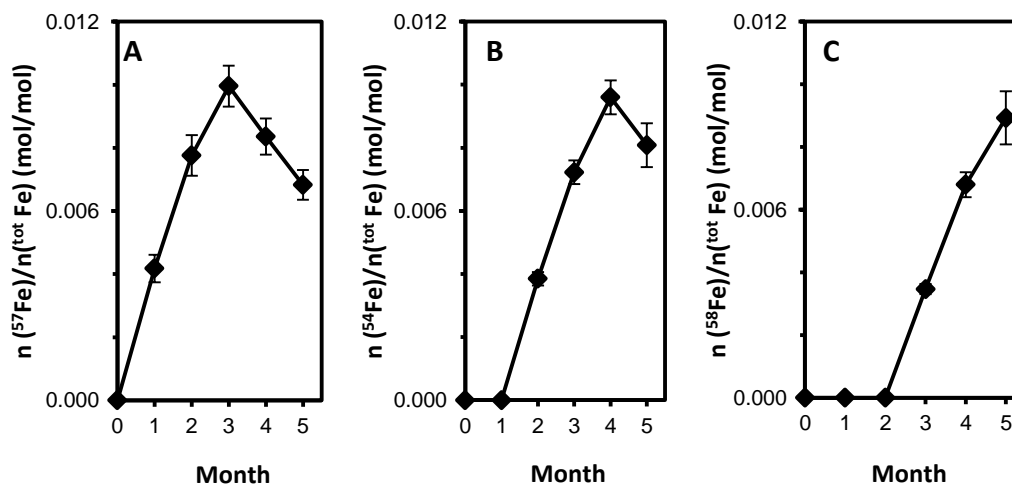 A
n (⁵⁷Fe)/n(ᵗᵒᵗ Fe) (mol/mol)
0.012
0.006
0.000
0 1 2 3 4 5
Month
B
n (⁵⁴Fe)/n(ᵗᵒᵗ Fe) (mol/mol)
0.012
0.006
0.000
0 1 2 3 4 5
Month
C
n (⁵⁸Fe)/n(ᵗᵒᵗ Fe) (mol/mol)
0.012
0.006
0.000
0 1 2 3 4 5
Month